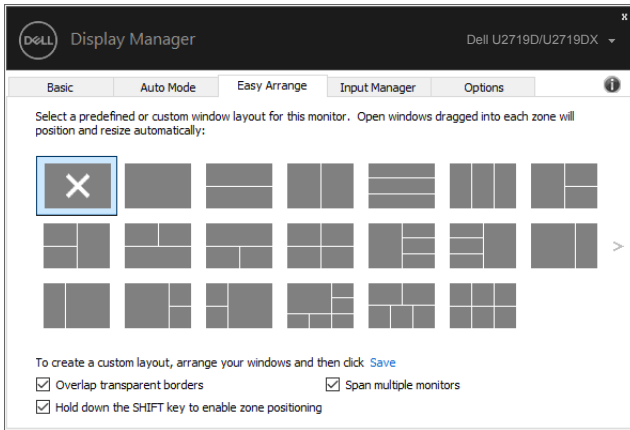 x
DELL Display Manager Dell U2719D/U2719DX
Basic Auto Mode Easy Arrange Input Manager Options i
Select a predefined or custom window layout for this monitor. Open windows dragged into each zone will
position and resize automatically:
>
To create a custom layout, arrange your windows and then click Save
Overlap transparent borders Span multiple monitors
Hold down the SHIFT key to enable zone positioning